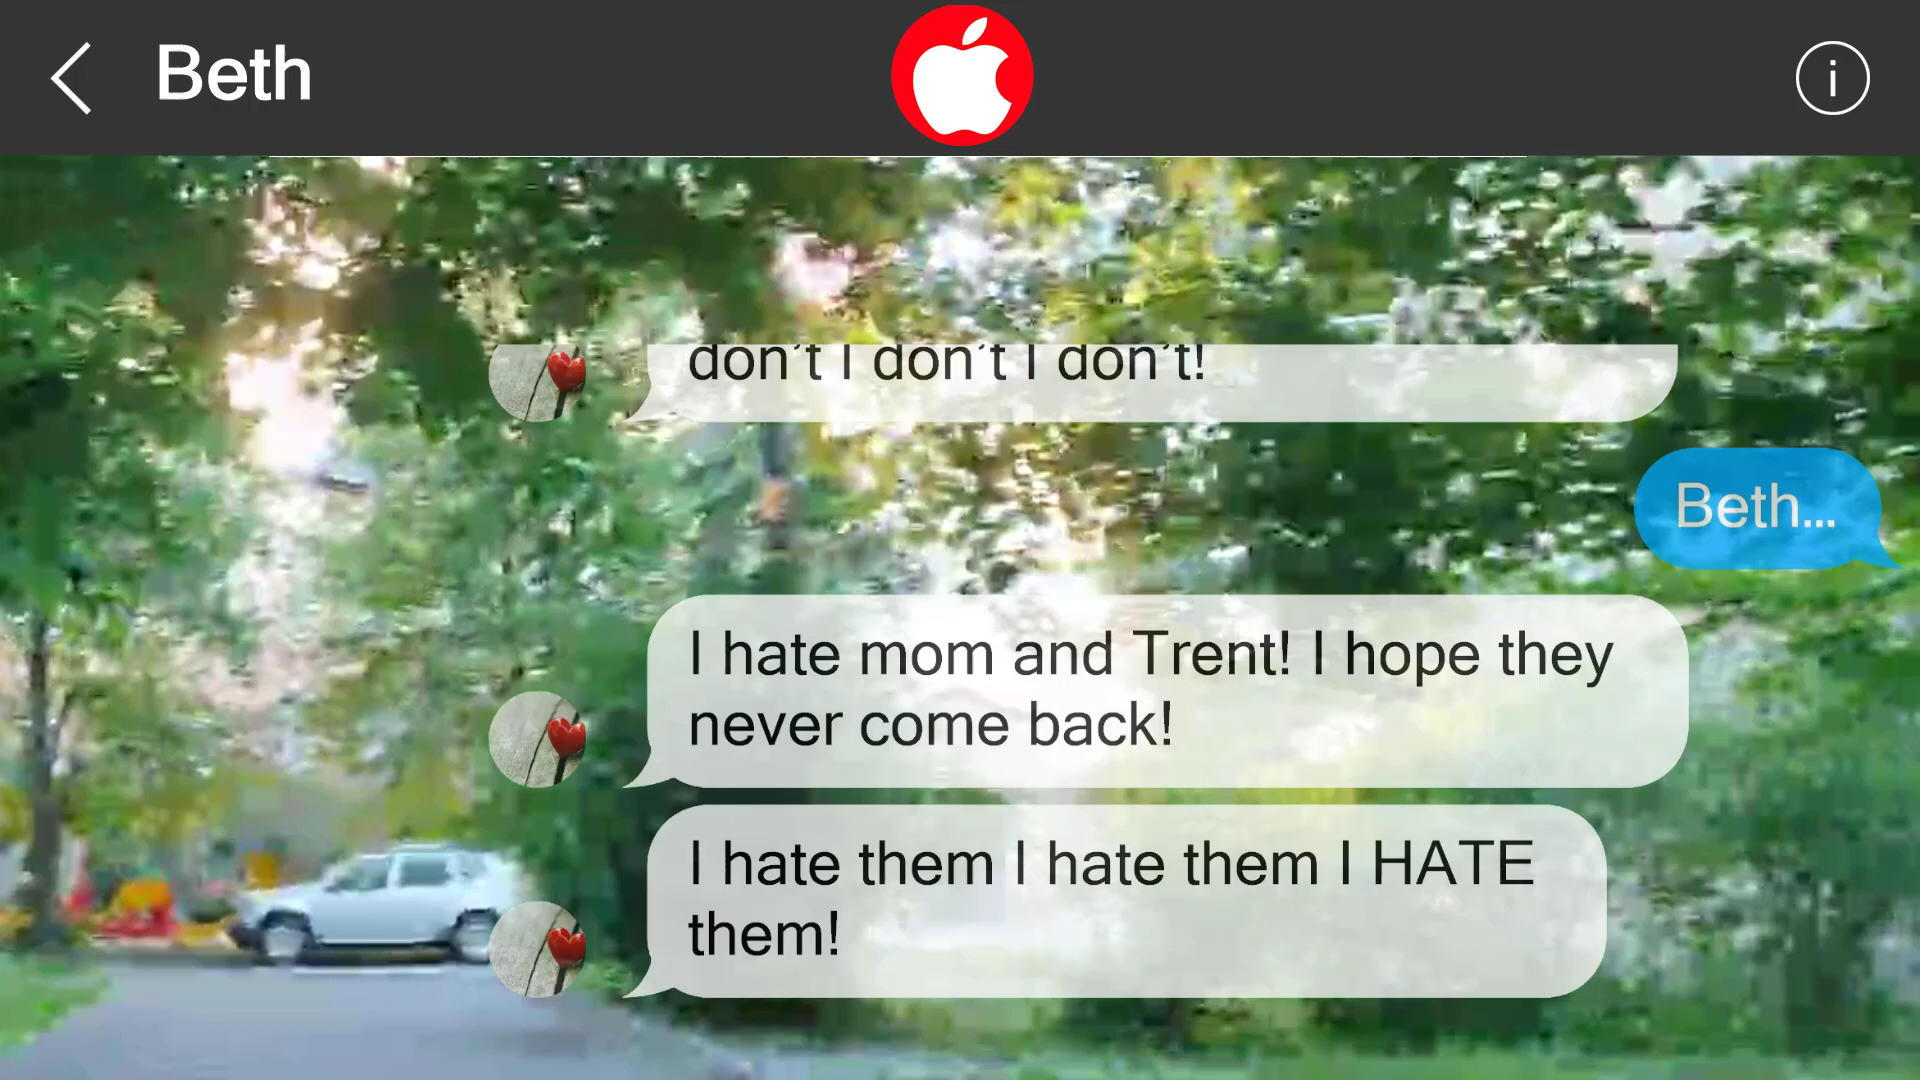 Beth
i
don't I don't I don't!
Beth...
I hate mom and Trent! I hope they
never come back!
I hate them I hate them I HATE
them!